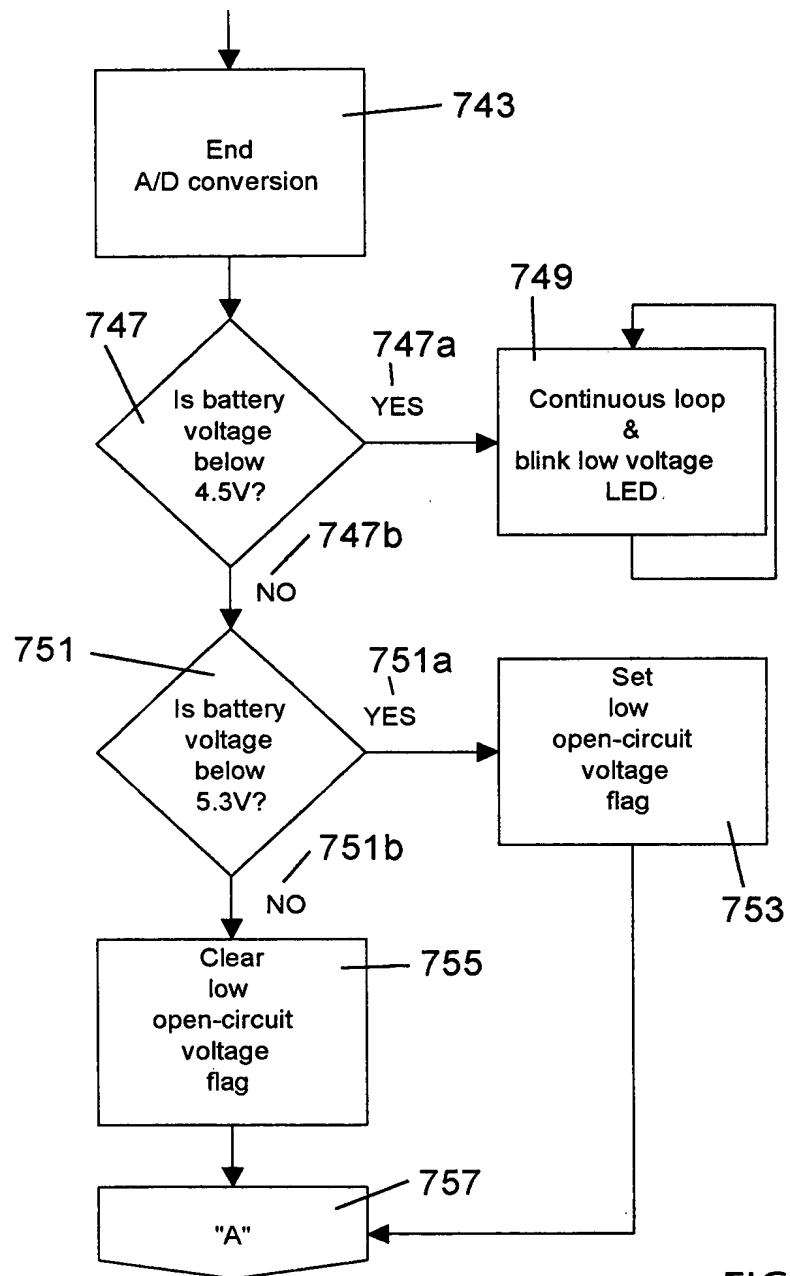 743
End
A/D conversion
747
Is battery
voltage
below
4.5V?
747a
YES
749
Continuous loop
&
blink low voltage
LED
747b
NO
751
Is battery
voltage
below
5.3V?
751a
YES
Set
low
open-circuit
voltage
flag
753
751b
NO
Clear
low
open-circuit
voltage
flag
755
757
"A"